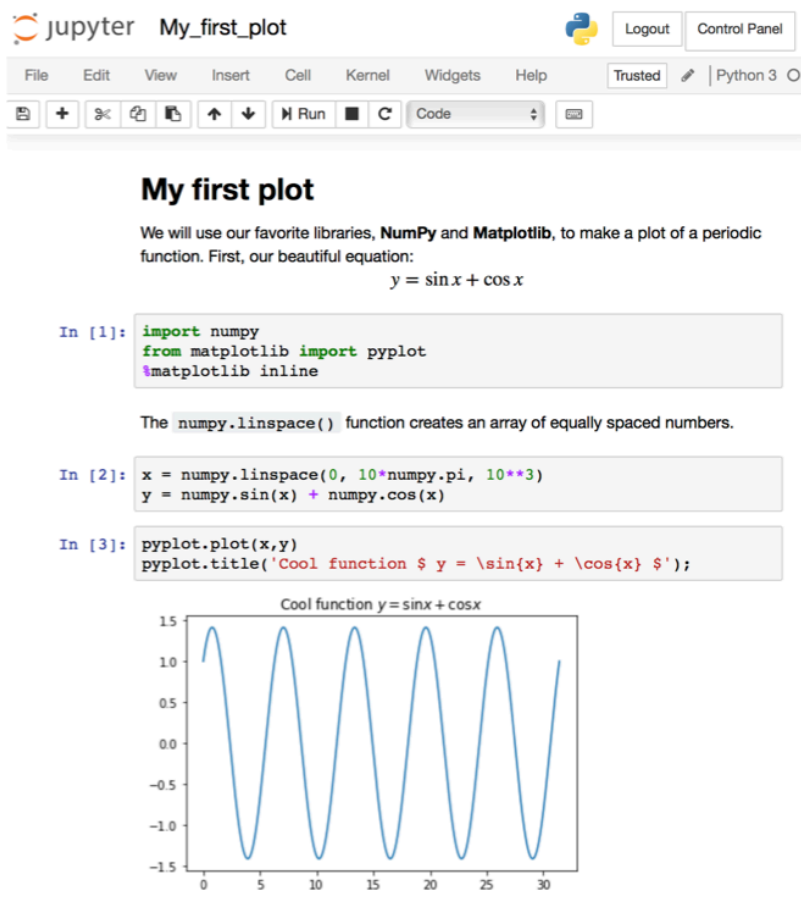 jupyter My_first_plot Logout Control Panel
File Edit View Insert Cell Kernel Widgets Help Trusted Python 3
Run Code
My first plot
We will use our favorite libraries, NumPy and Matplotlib, to make a plot of a periodic
function. First, our beautiful equation:
y = sin x + cos x
In [1]: import numpy
from matplotlib import pyplot
%matplotlib inline
The numpy.linspace() function creates an array of equally spaced numbers.
In [2]: x = numpy.linspace(0, 10*numpy.pi, 10**3)
y = numpy.sin(x) + numpy.cos(x)
In [3]: pyplot.plot(x,y)
pyplot.title('Cool function $ y = \sin{x} + \cos{x} $');
Cool function y = sinx + cosx
1.5
1.0
0.5
0.0
−0.5
−1.0
−1.5
0 5 10 15 20 25 30